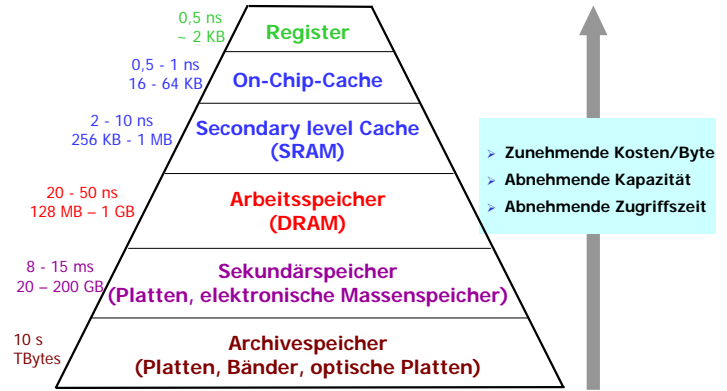 0,5 ns
~ 2 KB
Register
0,5 - 1 ns
16 - 64 KB
On-Chip-Cache
2 - 10 ns
256 KB - 1 MB
Secondary level Cache
(SRAM)
20 - 50 ns
128 MB – 1 GB
Arbeitsspeicher
(DRAM)
8 - 15 ms
20 – 200 GB
Sekundärspeicher
(Platten, elektronische Massenspeicher)
10 s
TBytes
Archivespeicher
(Platten, Bänder, optische Platten)
➢ Zunehmende Kosten/Byte
➢ Abnehmende Kapazität
➢ Abnehmende Zugriffszeit